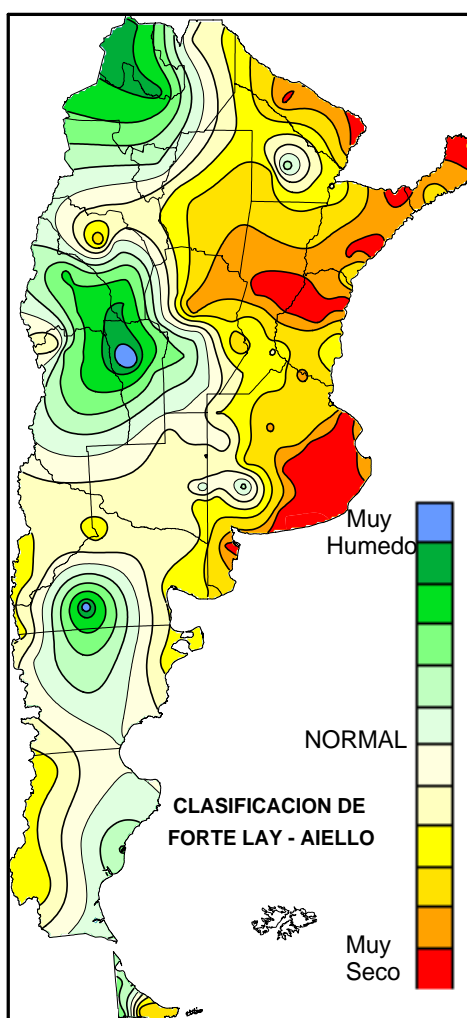 Muy
Humedo
NORMAL
CLASIFICACION DE
FORTE LAY - AIELLO
Muy
Seco